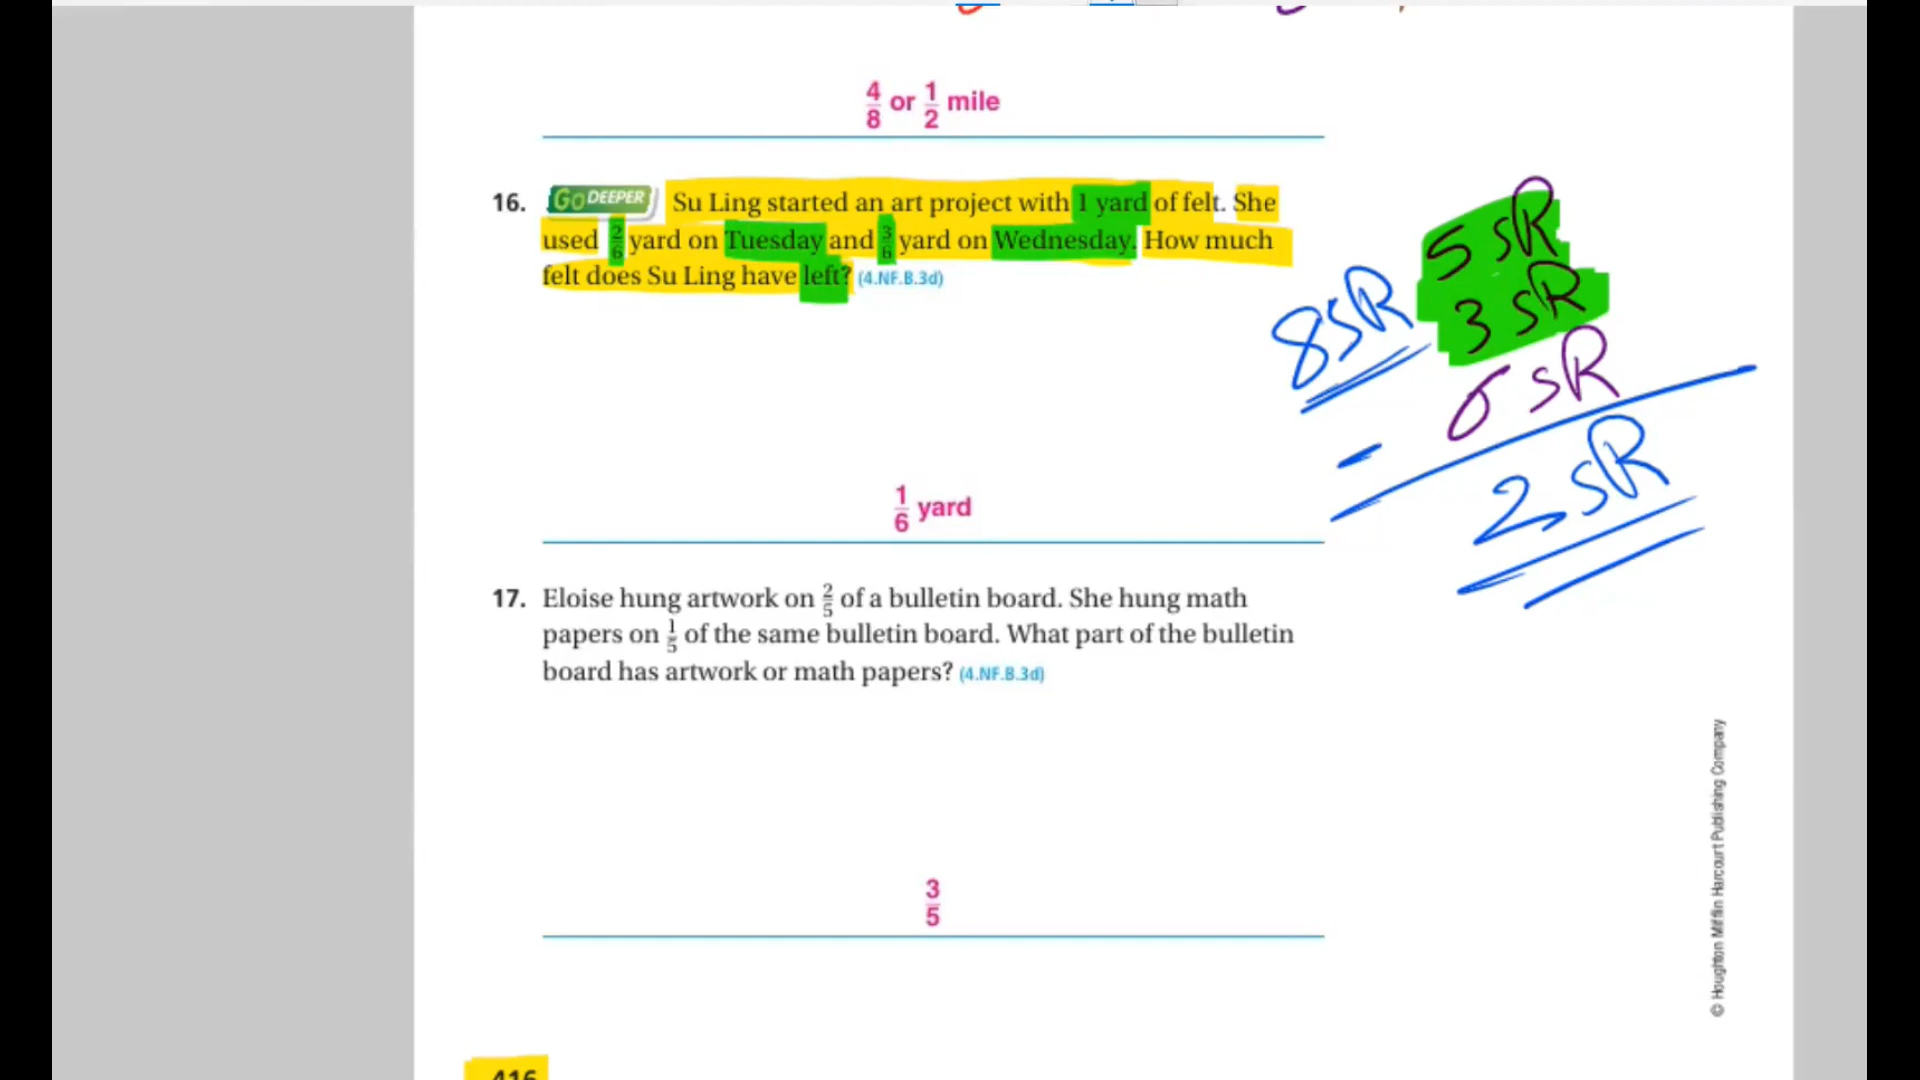 4/8 or 1/2 mile
16. Go DEEPER Su Ling started an art project with 1 yard of felt. She
used 2/6 yard on Tuesday and 3/6 yard on Wednesday. How much
felt does Su Ling have left? (4.NF.B.3d)
5 SR
3 SR
8SR
6 SR
-
2 SR
1/6 yard
17. Eloise hung artwork on 2/5 of a bulletin board. She hung math
papers on 1/5 of the same bulletin board. What part of the bulletin
board has artwork or math papers? (4.NF.B.3d)
3/5
© Houghton Mifflin Harcourt Publishing Company
416